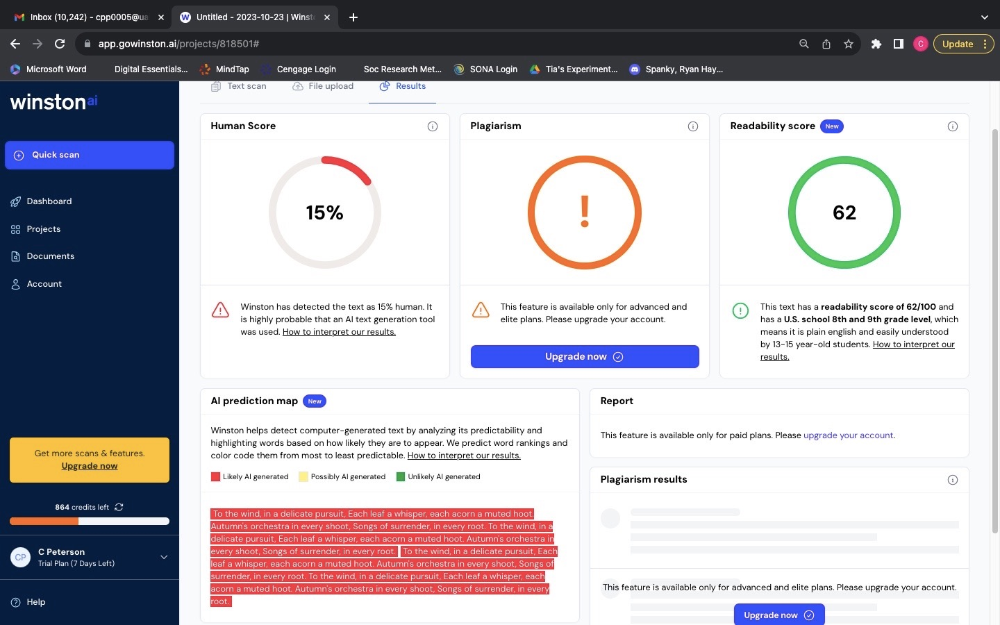 Inbox (10,242) - cpp0005@ua
Untitled - 2023-10-23 | Winst
app.gowinston.ai/projects/818501#
C
Update
Microsoft Word
Digital Essentials...
MindTap
Cengage Login
Soc Research Met...
SONA Login
Tia's Experiment...
Spanky, Ryan Hay...
winston ai
Quick scan
Dashboard
Projects
Documents
Account
Get more scans & features.
Upgrade now
864 credits left
CP
C Peterson
Trial Plan (7 Days Left)
Help
Text scan
File upload
Results
Human Score
15%
Winston has detected the text as 15% human. It
is highly probable that an AI text generation tool
was used. How to interpret our results.
Plagiarism
!
This feature is available only for advanced and
elite plans. Please upgrade your account.
Upgrade now
Readability score New
62
This text has a readability score of 62/100 and
has a U.S. school 8th and 9th grade level, which
means it is plain english and easily understood
by 13-15 year-old students. How to interpret our
results.
AI prediction map New
Winston helps detect computer-generated text by analyzing its predictability and
highlighting words based on how likely they are to appear. We predict word rankings and
color code them from most to least predictable. How to interpret our results.
Likely AI generated
Possibly AI generated
Unlikely AI generated
To the wind, in a delicate pursuit, Each leaf a whisper, each acorn a muted hoot.
Autumn's orchestra in every shoot, Songs of surrender, in every root. To the wind, in a
delicate pursuit, Each leaf a whisper, each acorn a muted hoot. Autumn's orchestra in
every shoot, Songs of surrender, in every root. To the wind, in a delicate pursuit, Each
leaf a whisper, each acorn a muted hoot. Autumn's orchestra in every shoot, Songs of
surrender, in every root. To the wind, in a delicate pursuit, Each leaf a whisper, each
acorn a muted hoot. Autumn's orchestra in every shoot, Songs of surrender, in every
root.
Report
This feature is available only for paid plans. Please upgrade your account.
Plagiarism results
This feature is available only for advanced and elite plans. Please upgrade your account.
Upgrade now